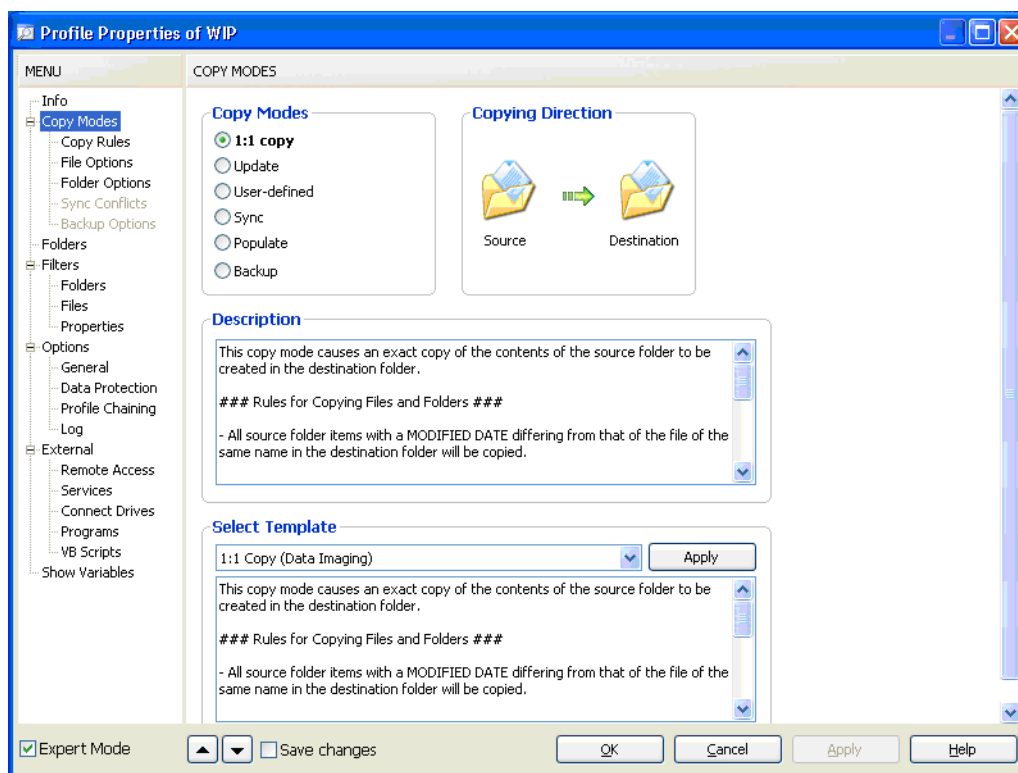 Profile Properties of WIP
MENU
COPY MODES
Info
Copy Modes
Copy Rules
File Options
Folder Options
Sync Conflicts
Backup Options
Folders
Filters
Folders
Files
Properties
Options
General
Data Protection
Profile Chaining
Log
External
Remote Access
Services
Connect Drives
Programs
VB Scripts
Show Variables
Copy Modes
1:1 copy
Update
User-defined
Sync
Populate
Backup
Copying Direction
Source
Destination
Description
This copy mode causes an exact copy of the contents of the source folder to be
created in the destination folder.
### Rules for Copying Files and Folders ###
- All source folder items with a MODIFIED DATE differing from that of the file of the
same name in the destination folder will be copied.
Select Template
1:1 Copy (Data Imaging)
Apply
This copy mode causes an exact copy of the contents of the source folder to be
created in the destination folder.
### Rules for Copying Files and Folders ###
- All source folder items with a MODIFIED DATE differing from that of the file of the
same name in the destination folder will be copied.
Expert Mode
Save changes
OK
Cancel
Apply
Help